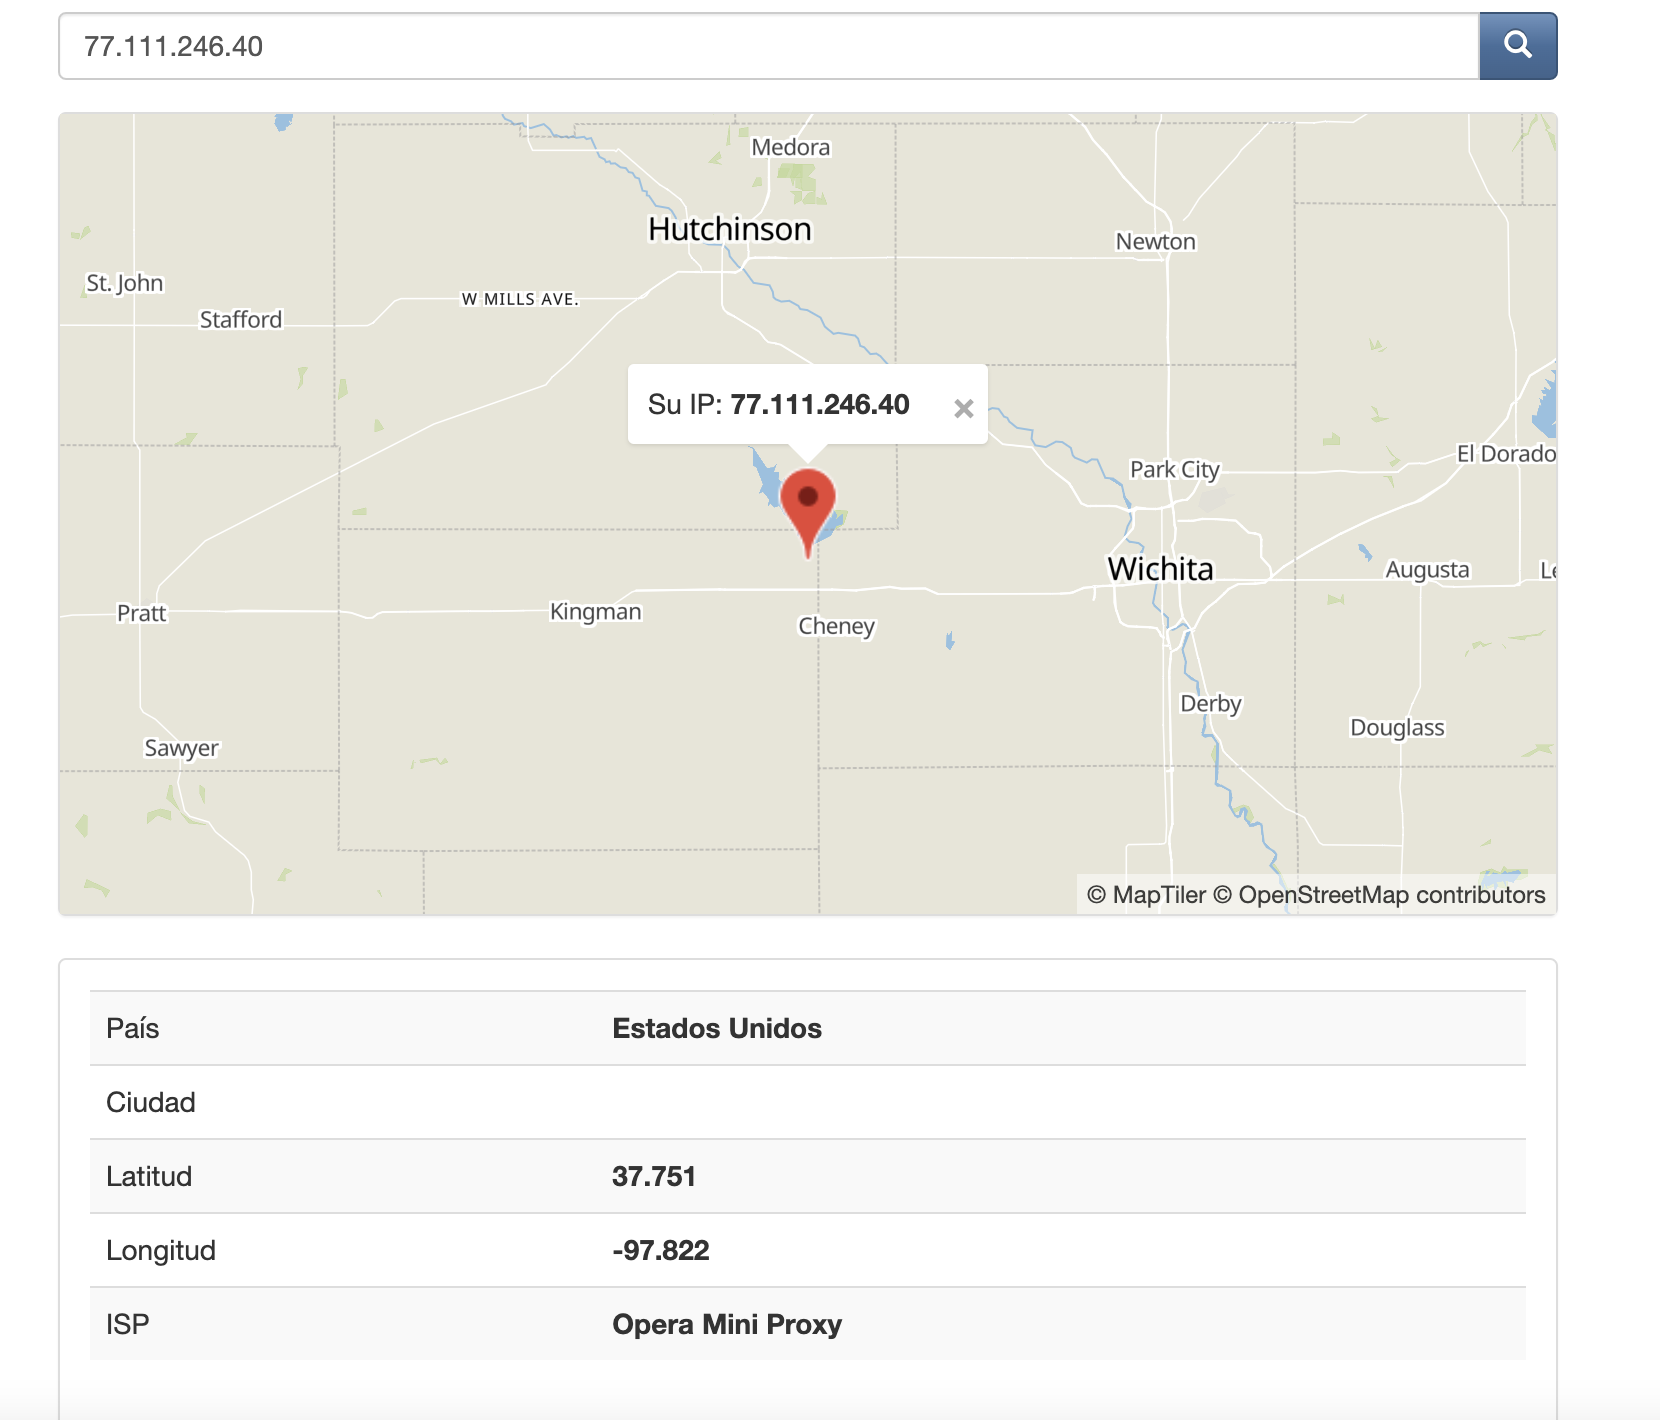 77.111.246.40
Medora
Hutchinson
Newton
St. John
W MILLS AVE.
Stafford
Su IP: 77.111.246.40 ×
El Dorado
Park City
Wichita
Augusta
Le
Pratt
Kingman
Cheney
Derby
Douglass
Sawyer
© MapTiler © OpenStreetMap contributors
País Estados Unidos
Ciudad
Latitud 37.751
Longitud -97.822
ISP Opera Mini Proxy